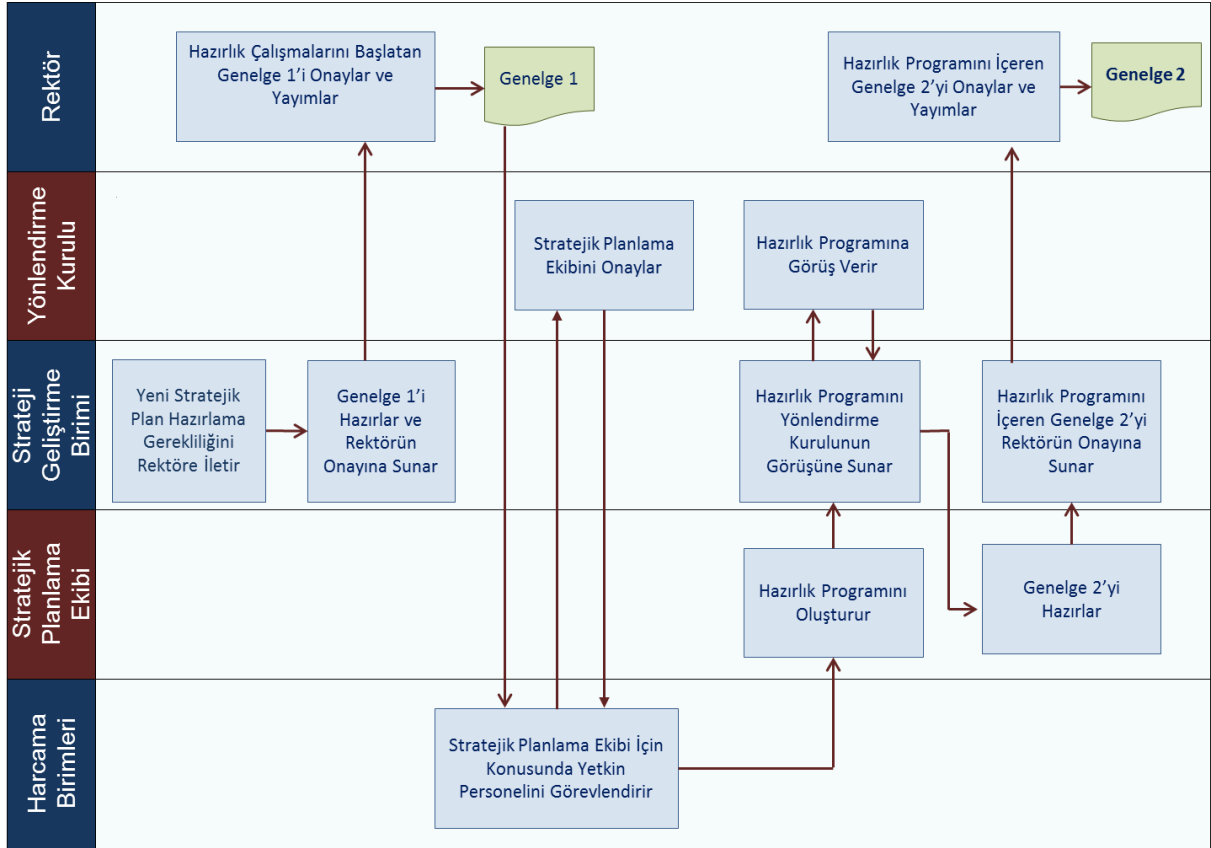 Rektör
Hazırlık Çalışmalarını Başlatan
Genelge 1'i Onaylar ve
Yayımlar
Genelge 1
Hazırlık Programını İçeren
Genelge 2'yi Onaylar ve
Yayımlar
Genelge 2
Yönlendirme
Kurulu
Stratejik Planlama
Ekibini Onaylar
Hazırlık Programına
Görüş Verir
Strateji
Geliştirme
Birimi
Yeni Stratejik
Plan Hazırlama
Gerekliliğini
Rektöre İletir
Genelge 1'i
Hazırlar ve
Rektörün
Onayına Sunar
Hazırlık Programını
Yönlendirme
Kurulunun
Görüşüne Sunar
Hazırlık Programını
İçeren Genelge 2'yi
Rektörün Onayına
Sunar
Stratejik
Planlama
Ekibi
Hazırlık Programını
Oluşturur
Genelge 2'yi
Hazırlar
Harcama
Birimleri
Stratejik Planlama Ekibi İçin
Konusunda Yetkin
Personelini Görevlendirir